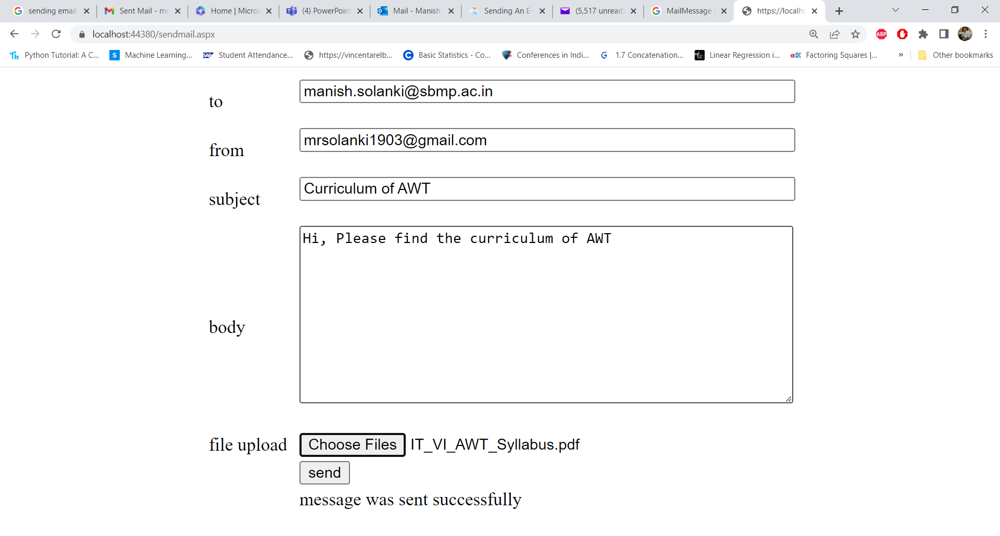 sending email
Sent Mail - mr
Home | Micros
(4) PowerPoint
Mail - Manish
Sending An E-
(5,517 unread)
MailMessage
https://localho
localhost:44380/sendmail.aspx
ABP
Python Tutorial: A C...
S
Machine Learning...
SAP
Student Attendance...
https://vincentarelb...
Basic Statistics - Co...
Conferences in Indi...
1.7 Concatenation...
Linear Regression i...
edX
Factoring Squares |...
»
Other bookmarks
to
manish.solanki@sbmp.ac.in
from
mrsolanki1903@gmail.com
subject
Curriculum of AWT
body
Hi, Please find the curriculum of AWT
file upload
Choose Files IT_VI_AWT_Syllabus.pdf
send
message was sent successfully